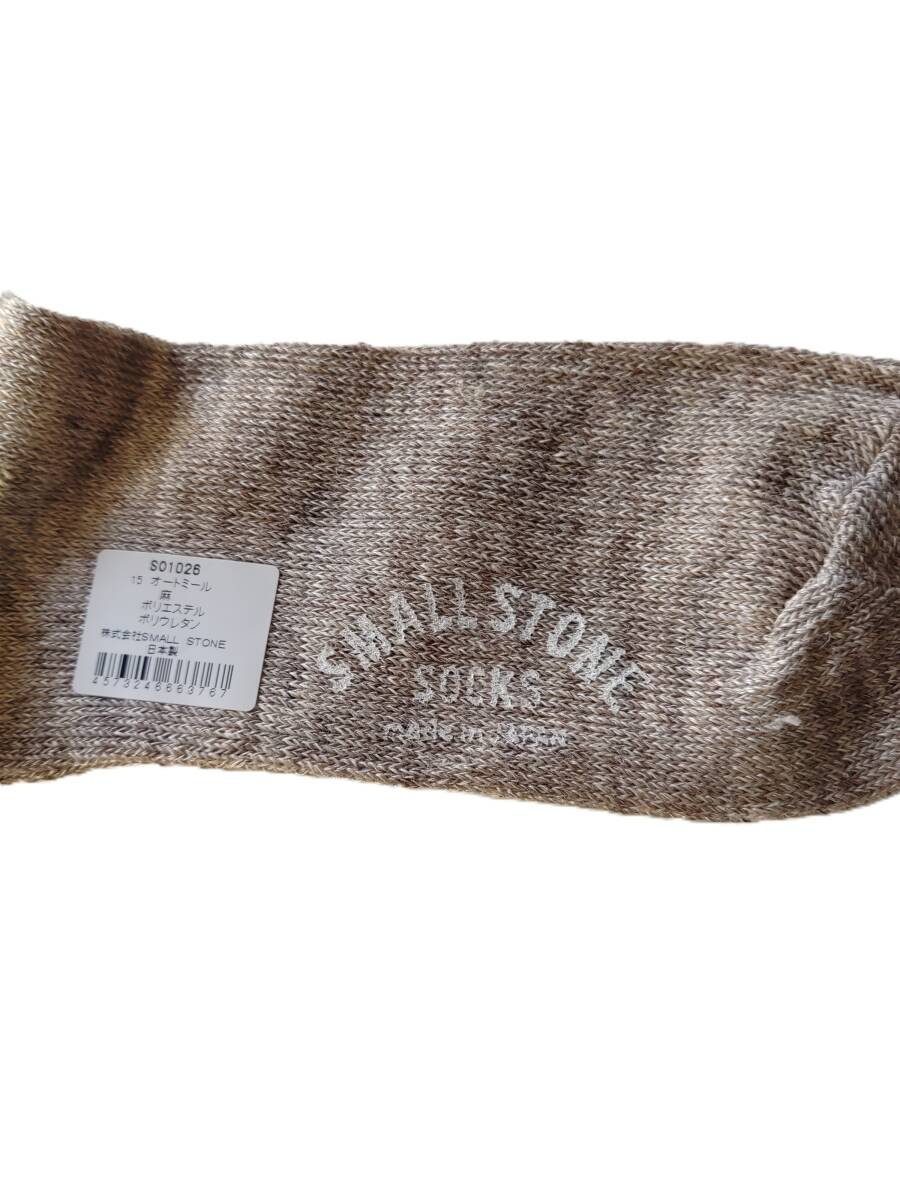 S01026
15 オートミール
麻
ポリエステル
ポリウレタン
株式会社SMALL STONE
日本製
4573246663767
SMALL STONE
SOCKS
made in JAPAN